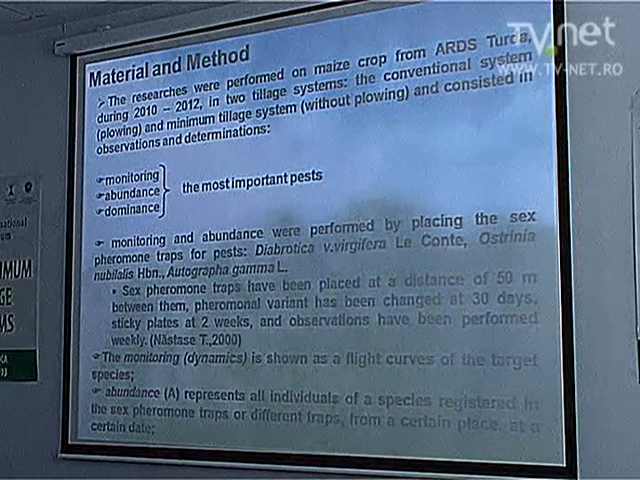 TV.net
WWW.TV-NET.RO
Material and Method
➢ The researches were performed on maize crop from ARDS Turda,
during 2010 – 2012, in two tillage systems: the conventional system
(plowing) and minimum tillage system (without plowing) and consisted in
observations and determinations:
☞monitoring
☞abundance
☞dominance
the most important pests
☞ monitoring and abundance were performed by placing the sex
pheromone traps for pests: Diabrotica v.virgifera Le Conte, Ostrinia
nubilalis Hbn., Autographa gamma L.
▪ Sex pheromone traps have been placed at a distance of 50 m
between them, pheromonal variant has been changed at 30 days,
sticky plates at 2 weeks, and observations have been performed
weekly. (Năstase T.,2000)
☞The monitoring (dynamics) is shown as a flight curves of the target
species;
☞ abundance (A) represents all individuals of a species registered in
the sex pheromone traps or different traps, from a certain place, at a
certain date;